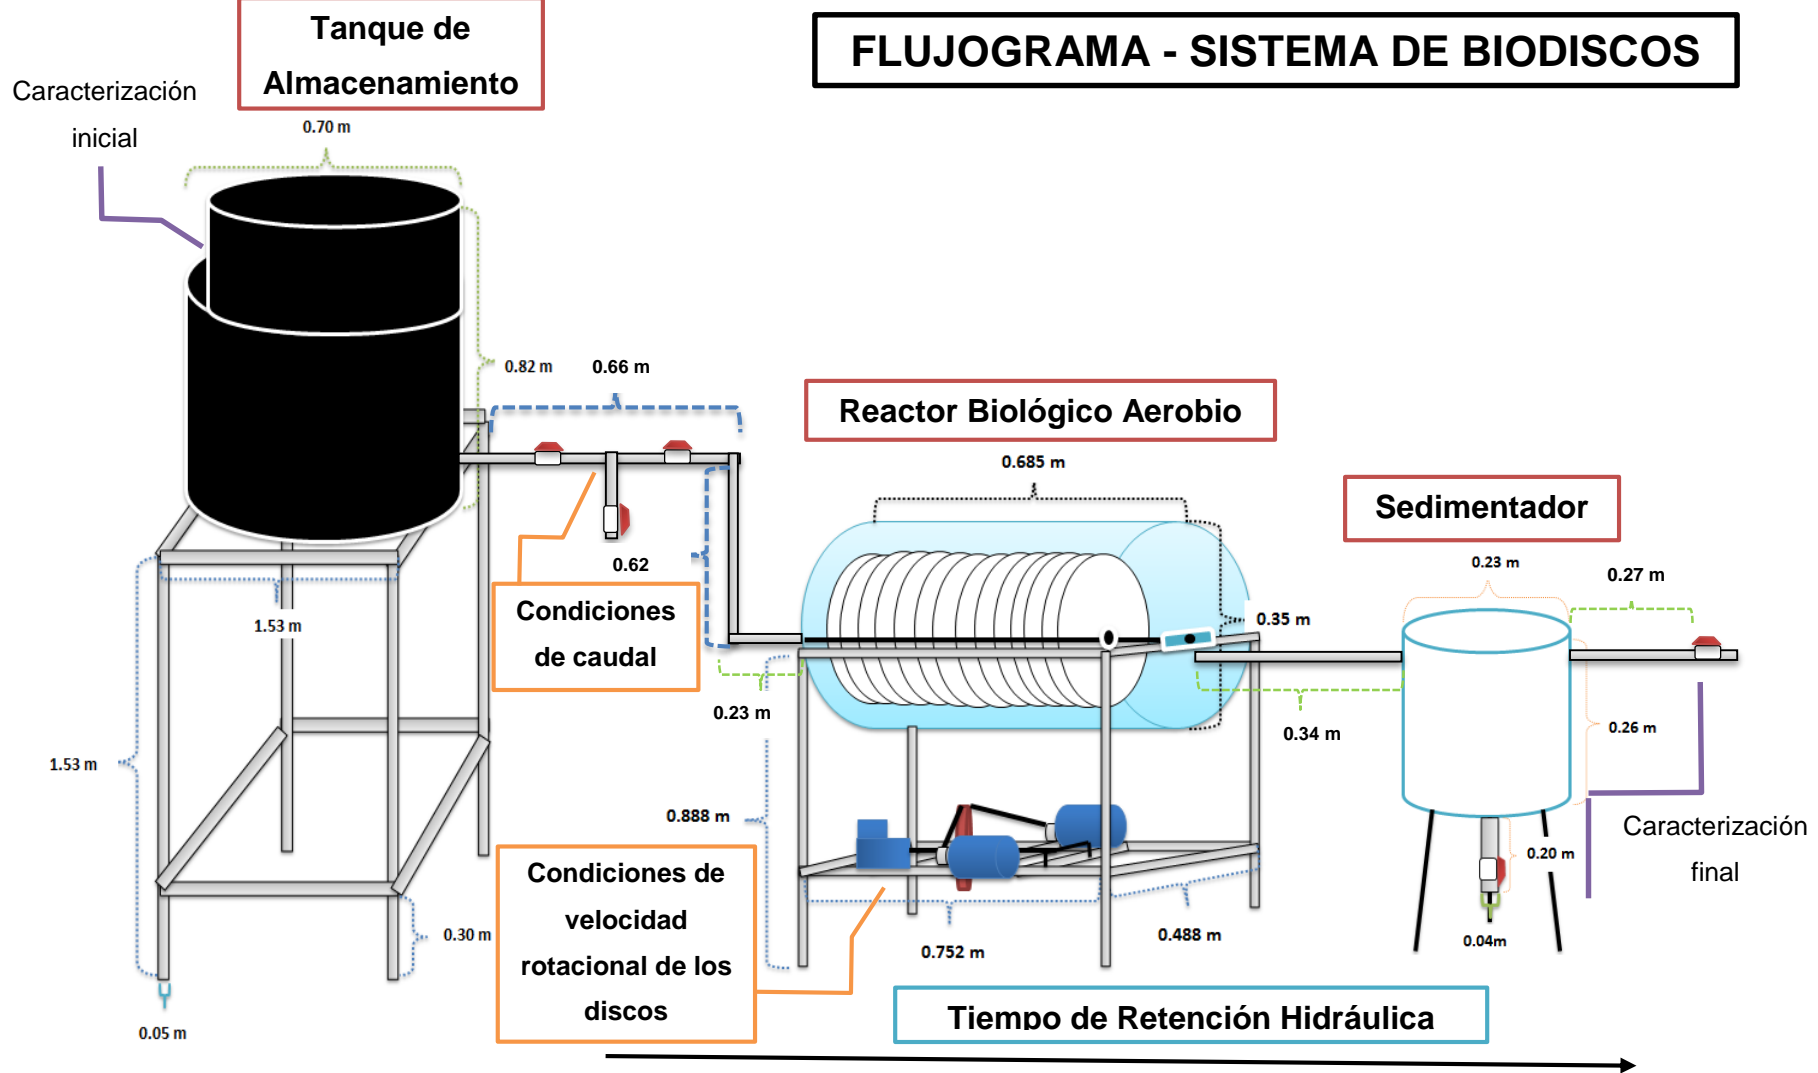 FLUJOGRAMA - SISTEMA DE BIODISCOS
Tanque de
Almacenamiento
Caracterización
inicial
0.70 m
0.82 m
0.66 m
Reactor Biológico Aerobio
0.685 m
Sedimentador
0.23 m
0.27 m
0.62
Condiciones
de caudal
1.53 m
0.35 m
0.23 m
0.34 m
0.26 m
1.53 m
0.888 m
Caracterización
final
0.20 m
Condiciones de
velocidad
rotacional de los
discos
0.30 m
0.752 m
0.488 m
0.04m
0.05 m
Tiempo de Retención Hidráulica